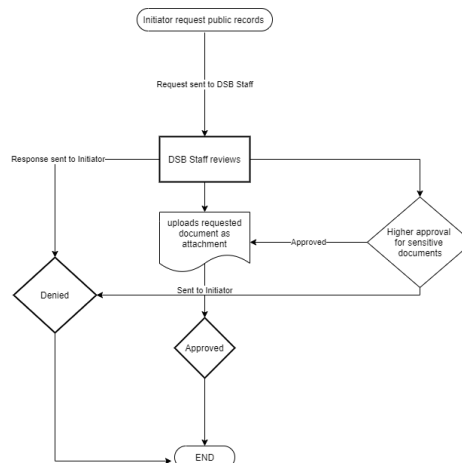 Initiator request public records
Request sent to DSB Staff
Response sent to Initiator
DSB Staff reviews
uploads requested
document as
attachment
Approved
Higher approval
for sensitive
documents
Denied
Sent to Initiator
Approved
END